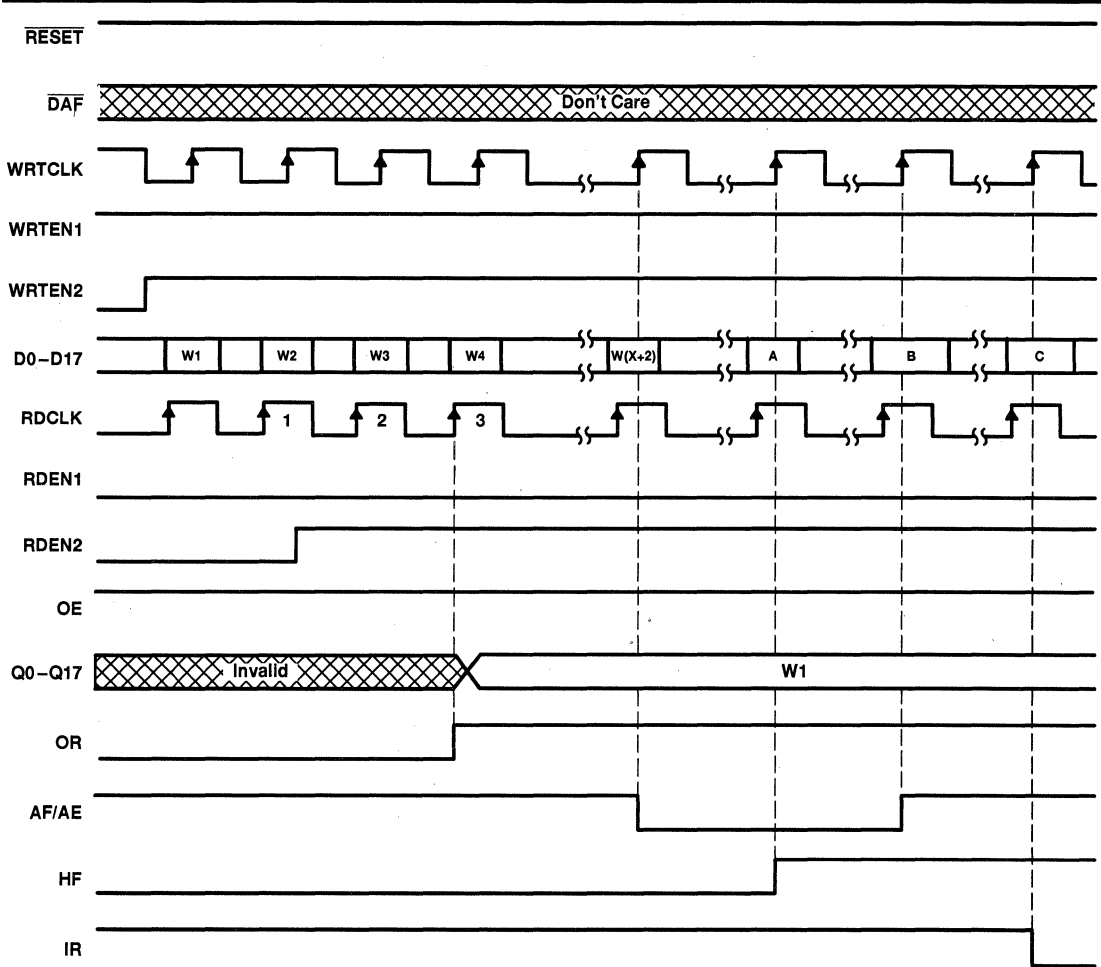 RESET
DAF
Don't Care
WRTCLK
WRTEN1
WRTEN2
D0–D17
W1 W2 W3 W4 W(X+2) A B C
RDCLK
1 2 3
RDEN1
RDEN2
OE
Q0–Q17
Invalid
W1
OR
AF/AE
HF
IR